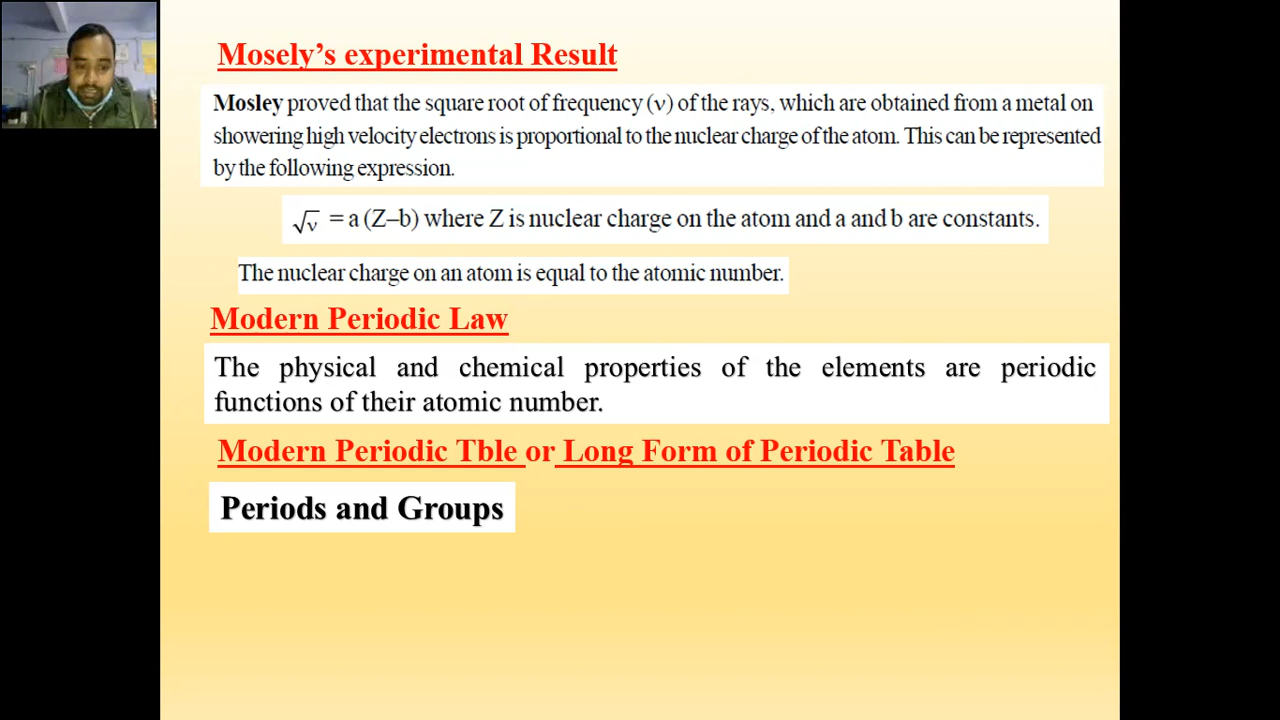 Mosely’s experimental Result
Mosley proved that the square root of frequency (ν) of the rays, which are obtained from a metal on
showering high velocity electrons is proportional to the nuclear charge of the atom. This can be represented
by the following expression.
√ν = a (Z–b) where Z is nuclear charge on the atom and a and b are constants.
The nuclear charge on an atom is equal to the atomic number.
Modern Periodic Law
The physical and chemical properties of the elements are periodic
functions of their atomic number.
Modern Periodic Tble or Long Form of Periodic Table
Periods and Groups